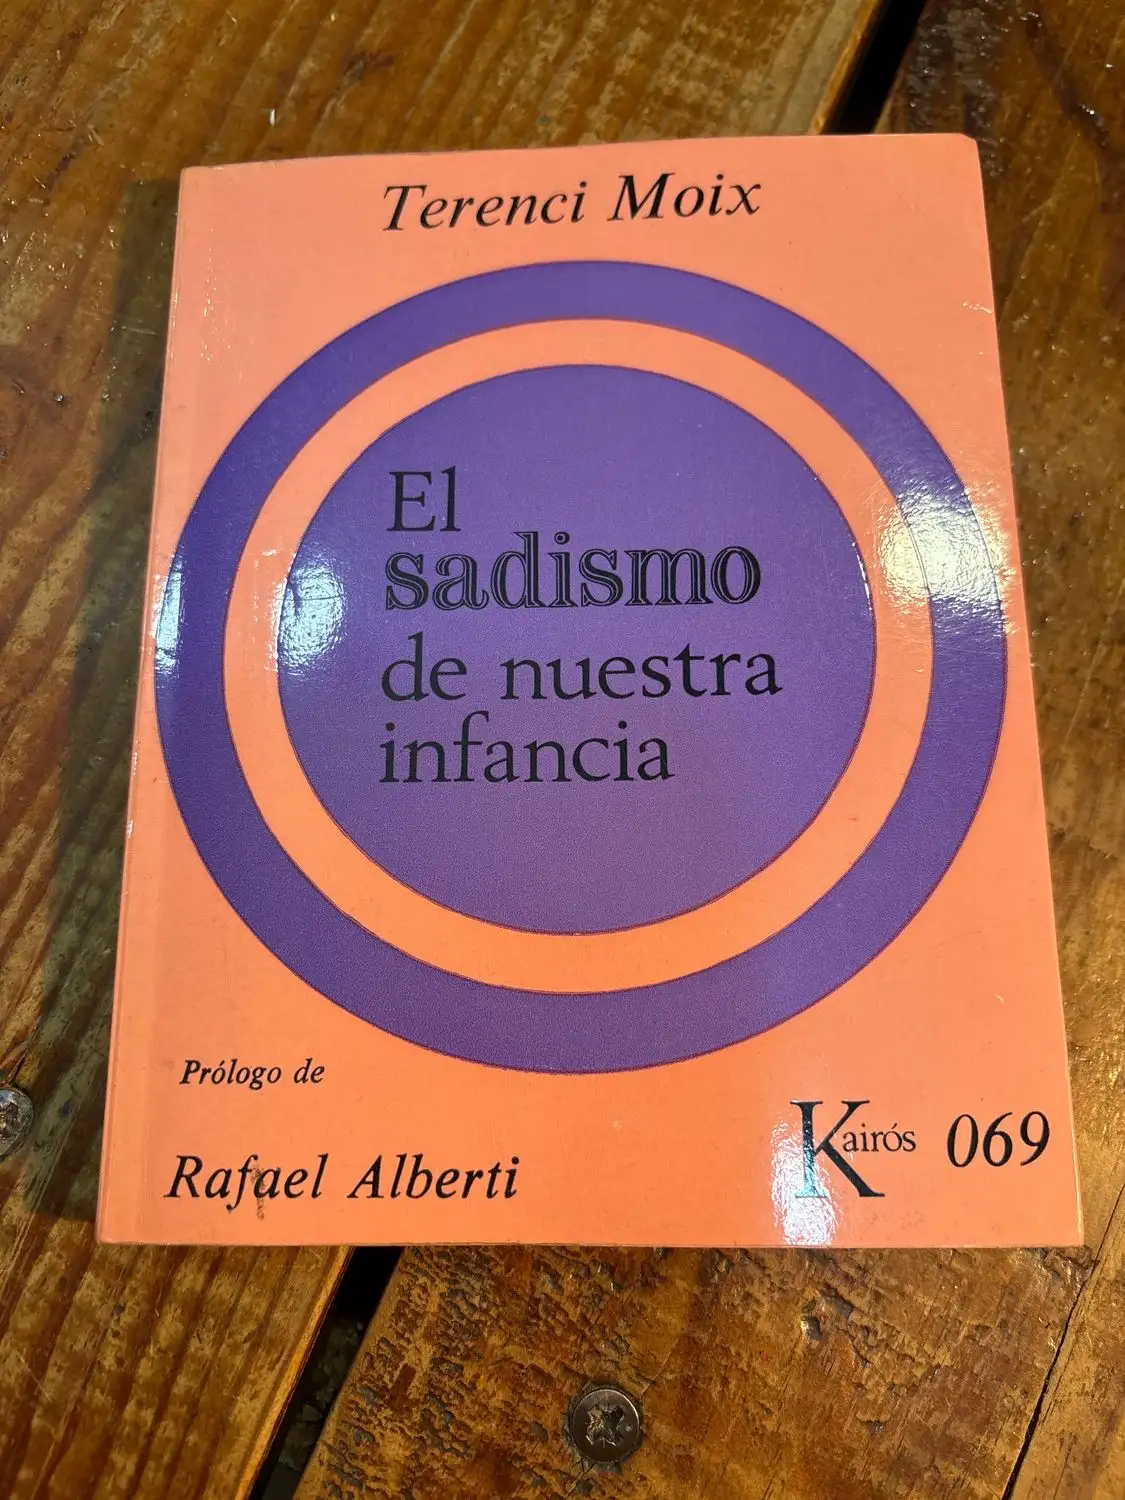 Terenci Moix
El
sadismo
de nuestra
infancia
Prólogo de
Rafael Alberti
Kairós 069